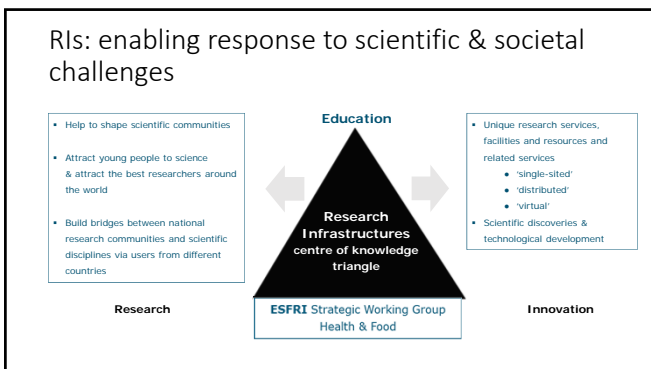 RIs: enabling response to scientific & societal
challenges
▪ Help to shape scientific communities
▪ Attract young people to science
& attract the best researchers around
the world
▪ Build bridges between national
research communities and scientific
disciplines via users from different
countries
Research
Education
Research
Infrastructures
centre of knowledge
triangle
ESFRI Strategic Working Group
Health & Food
▪ Unique research services,
facilities and resources and
related services
● ‘single-sited’
● ‘distributed’
● ‘virtual’
▪ Scientific discoveries &
technological development
Innovation